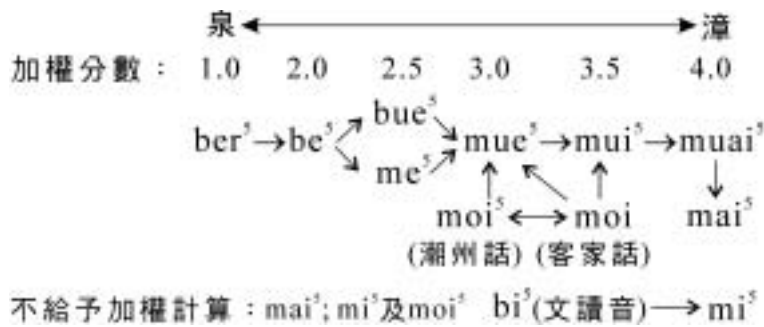 泉 ←→ 漳
加權分數： 1.0 2.0 2.5 3.0 3.5 4.0
bue⁵
ber⁵→be⁵ mue⁵→mui⁵→muai⁵
me⁵
moi⁵↔moi mai⁵
(潮州話) (客家話)
不給予加權計算：mai⁵; mi⁵及moi⁵ bi⁵(文讀音)→mi⁵